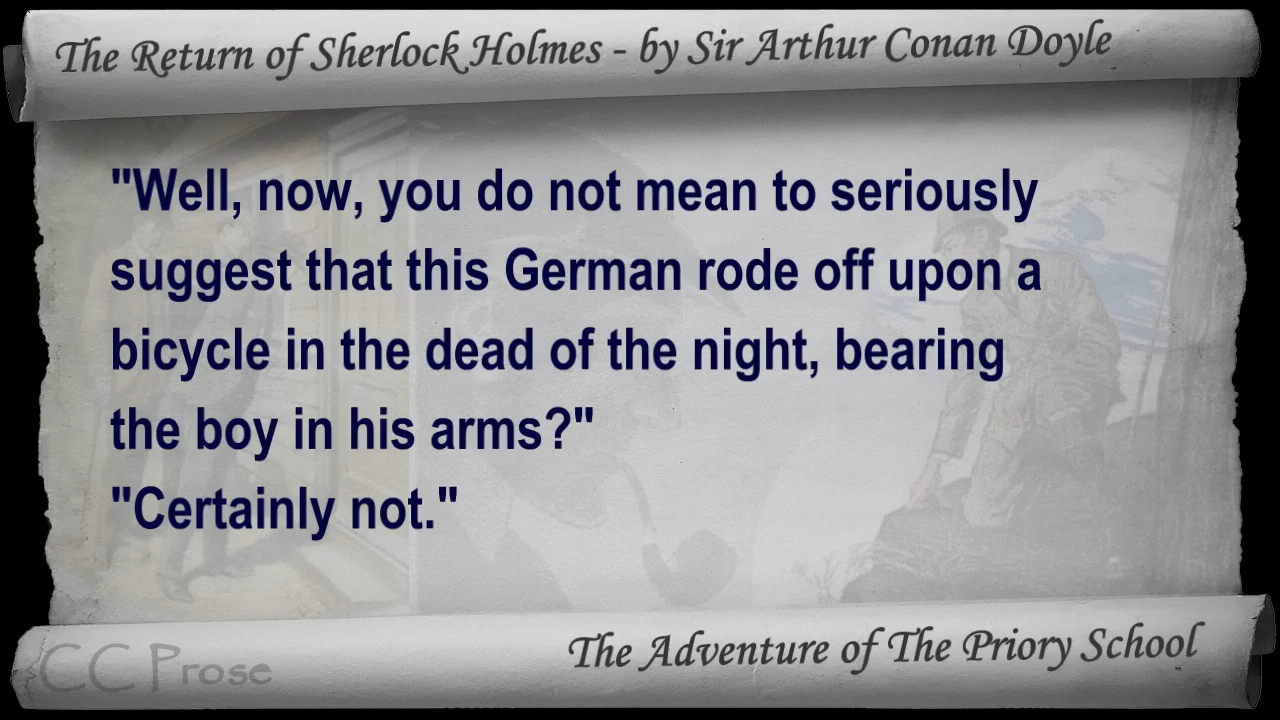 The Return of Sherlock Holmes - by Sir Arthur Conan Doyle
"Well, now, you do not mean to seriously
suggest that this German rode off upon a
bicycle in the dead of the night, bearing
the boy in his arms?"
"Certainly not."
CC Prose
The Adventure of The Priory School